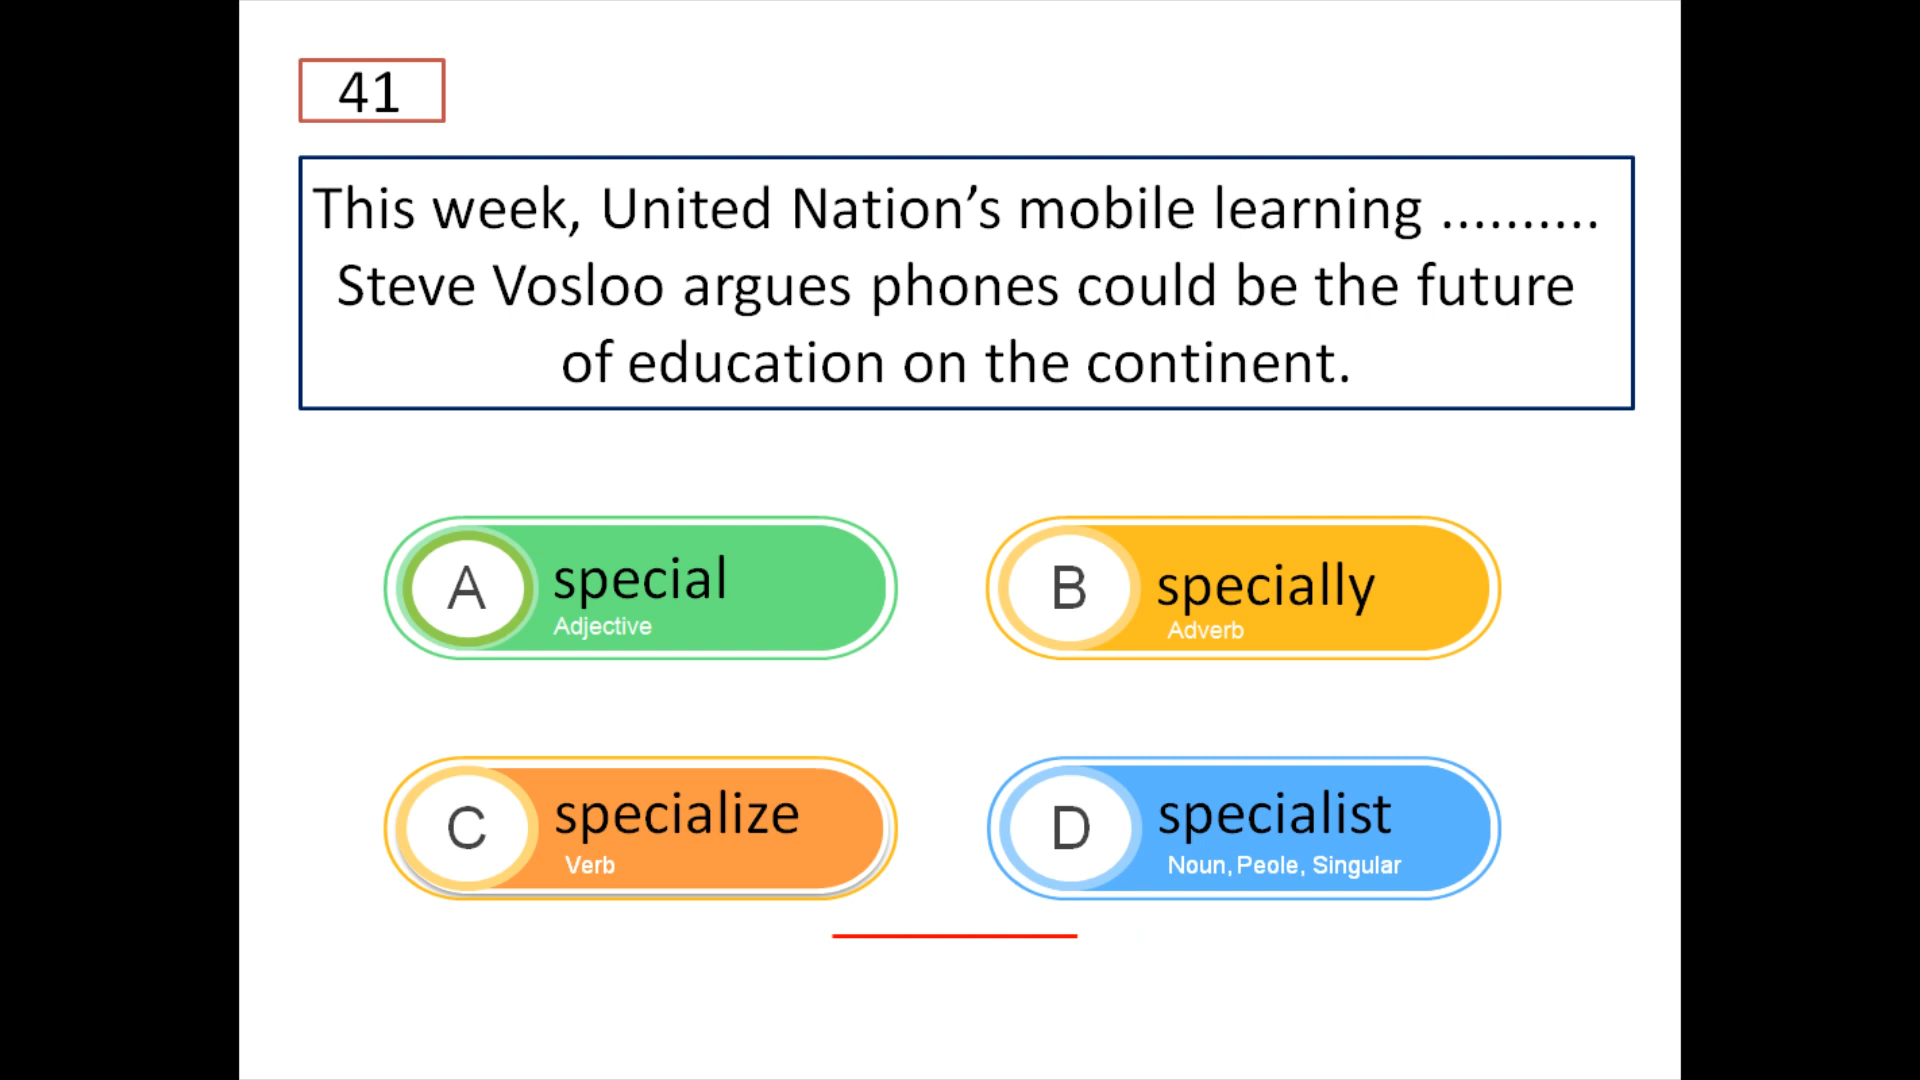 41
This week, United Nation’s mobile learning ..........
Steve Vosloo argues phones could be the future
of education on the continent.
A special
Adjective
B specially
Adverb
C specialize
Verb
D specialist
Noun, Peole, Singular